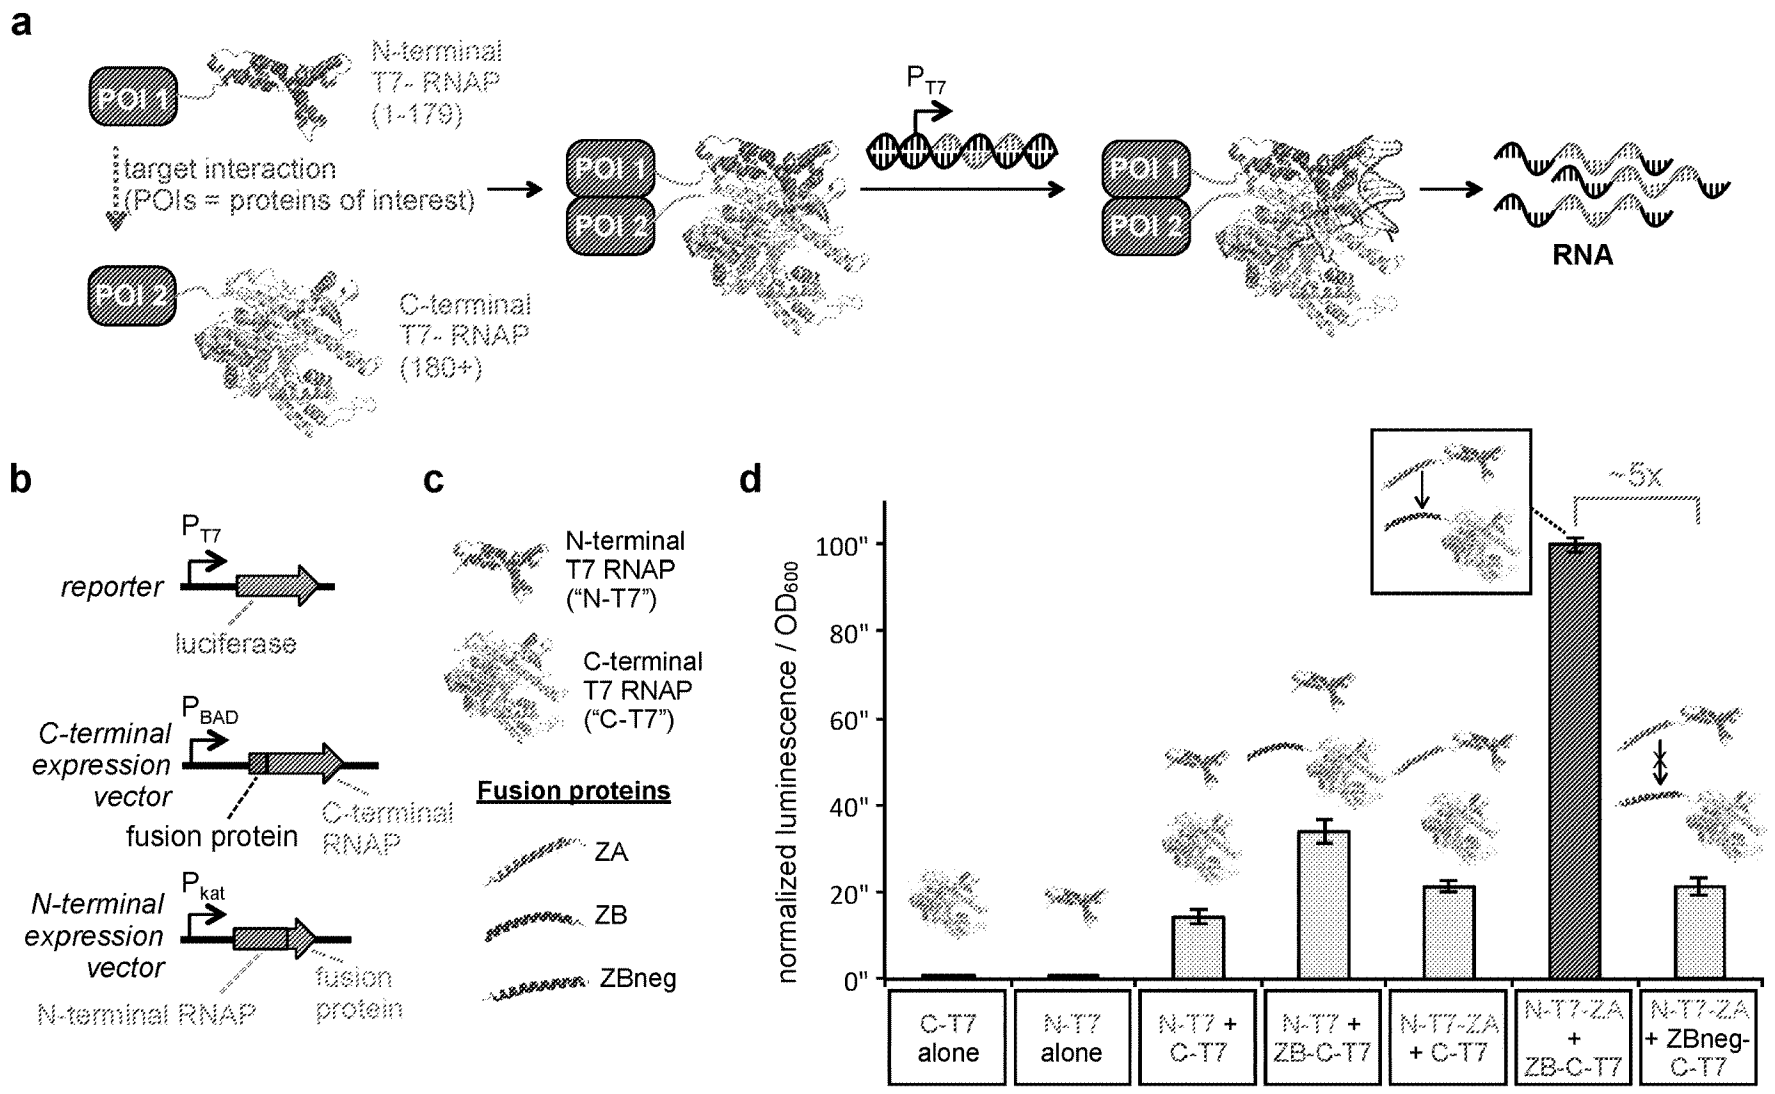 a
POI 1
N-terminal
T7- RNAP
(1-179)
target interaction
(POIs = proteins of interest)
POI 2
C-terminal
T7- RNAP
(180+)
POI 1
POI 2
PT7
POI 1
POI 2
RNA
b
PT7
reporter
luciferase
PBAD
C-terminal
expression
vector
fusion protein
C-terminal
RNAP
Pkat
N-terminal
expression
vector
N-terminal RNAP
fusion
protein
c
N-terminal
T7 RNAP
("N-T7")
C-terminal
T7 RNAP
("C-T7")
Fusion proteins
ZA
ZB
ZBneg
d
normalized luminescence / OD600
100"
80"
60"
40"
20"
0"
~5x
X
C-T7
alone
N-T7
alone
N-T7 +
C-T7
N-T7 +
ZB-C-T7
N-T7-ZA
+ C-T7
N-T7-ZA
+
ZB-C-T7
N-T7-ZA
+ ZBneg-
C-T7